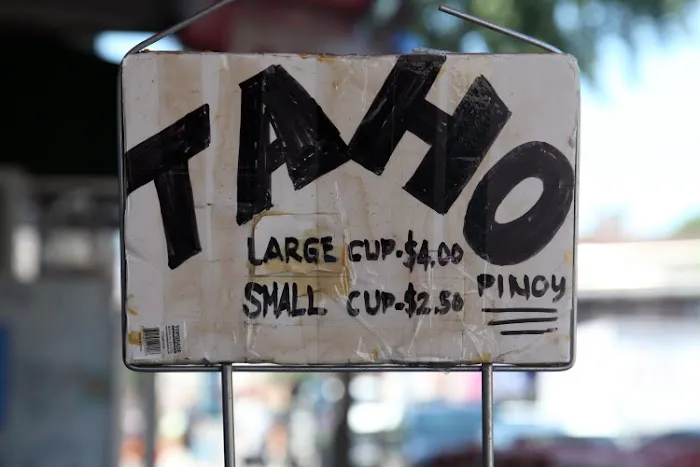 TAHO
LARGE CUP-$4.00
SMALL CUP-$2.50
PINOY